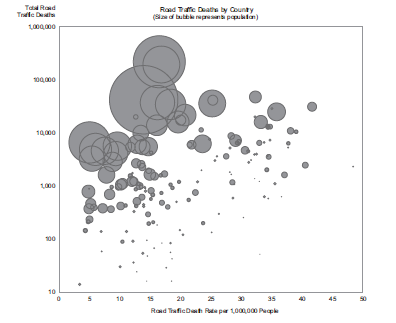 Total Road
Traffic Deaths
Road Traffic Deaths by Country
(Size of bubble represents population)
1,000,000
100,000
10,000
1,000
100
10
0 5 10 15 20 25 30 35 40 45 50
Road Traffic Death Rate per 1,000,000 People